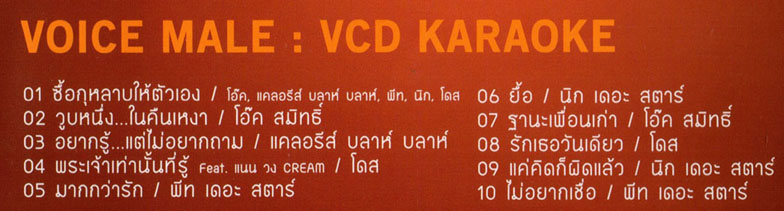 VOICE MALE : VCD KARAOKE
01 ซื้อกุหลาบให้ตัวเอง / โอ๊ค, แคลอรีส์ บลาห์ บลาห์, พีท, นิก, โดส
02 วูบหนึ่ง...ในคืนเหงา / โอ๊ค สมิทธิ์
03 อยากรู้...แต่ไม่อยากถาม / แคลอรีส์ บลาห์ บลาห์
04 พระเจ้าเท่านั้นที่รู้ Feat. แนน วง CREAM / โดส
05 มากกว่ารัก / พีท เดอะ สตาร์
06 ยื้อ / นิก เดอะ สตาร์
07 ฐานะเพื่อนเก่า / โอ๊ค สมิทธิ์
08 รักเธอวันเดียว / โดส
09 แค่คิดก็ผิดแล้ว / นิก เดอะ สตาร์
10 ไม่อยากเชื่อ / พีท เดอะ สตาร์